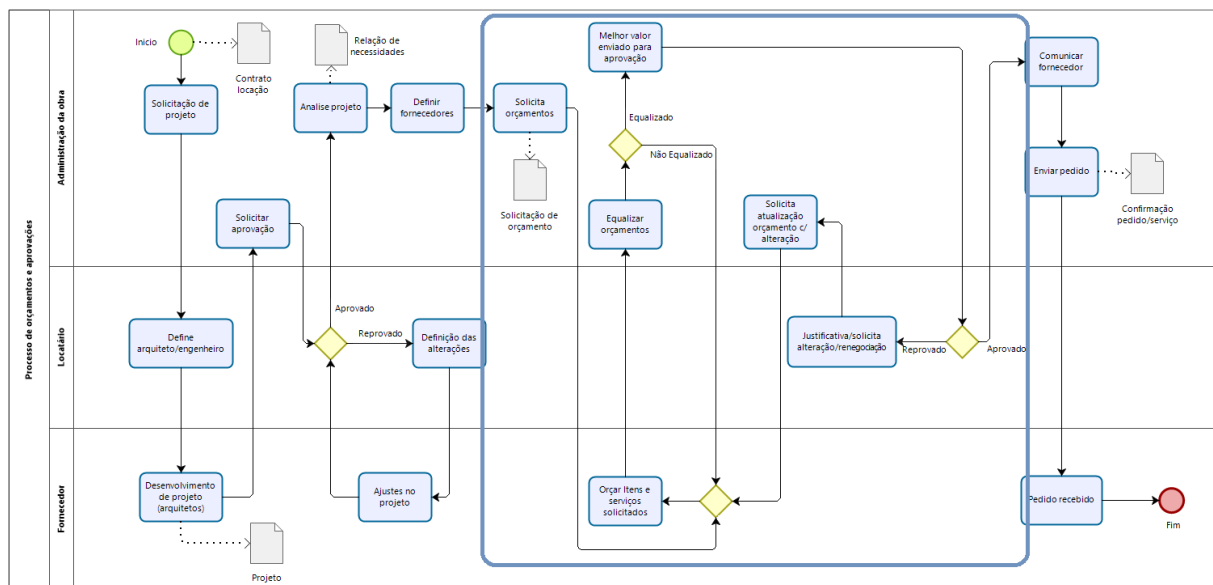 Processo de orçamentos e aprovações
Administração da obra
Inicio
Contrato
locação
Solicitação de
projeto
Relação de
necessidades
Analise projeto
Definir
fornecedores
Solicita
orçamentos
Solicitação de
orçamento
Melhor valor
enviado para
aprovação
Equalizado
Não Equalizado
Equalizar
orçamentos
Solicita
atualização
orçamento c/
alteração
Comunicar
fornecedor
Enviar pedido
Confirmação
pedido/serviço
Solicitar
aprovação
Locatário
Define
arquiteto/engenheiro
Aprovado
Reprovado
Definição das
alterações
Justificativa/solicita
alteração/renegodação
Reprovado
Aprovado
Fornecedor
Desenvolvimento
de projeto
(arquitetos)
Projeto
Ajustes no
projeto
Orçar Itens e
serviços
solicitados
Pedido recebido
Fim